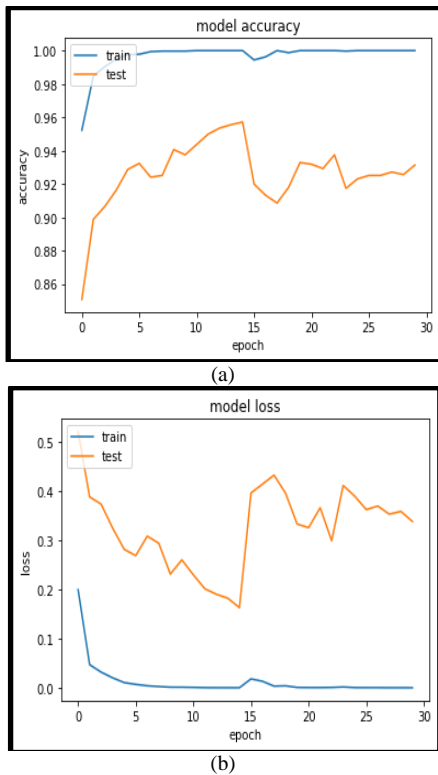 model accuracy
train
test
1.00
0.98
0.96
0.94
0.92
0.90
0.88
0.86
accuracy
0 5 10 15 20 25 30
epoch
(a)
model loss
train
test
0.5
0.4
0.3
0.2
0.1
0.0
loss
0 5 10 15 20 25 30
epoch
(b)